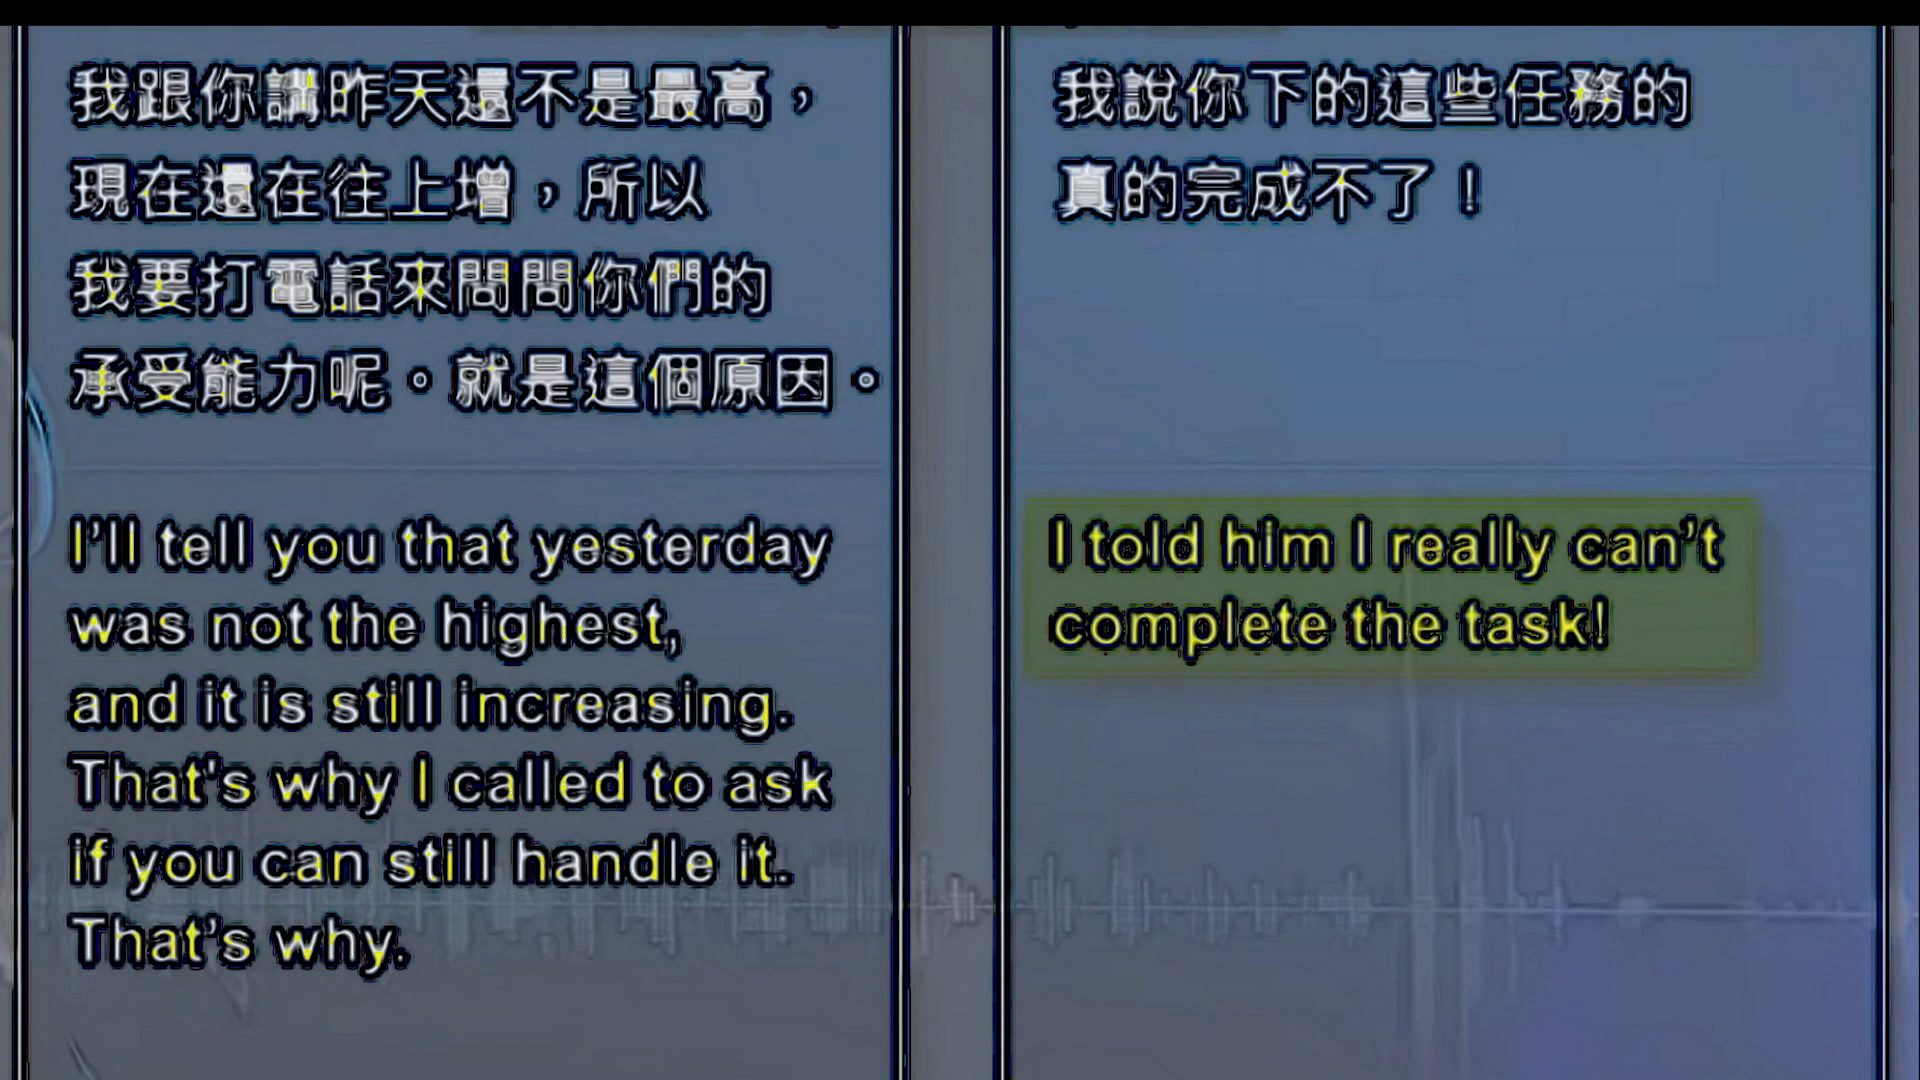 我跟你講昨天還不是最高，
現在還在往上增，所以
我要打電話來問問你們的
承受能力呢。就是這個原因。
I'll tell you that yesterday
was not the highest,
and it is still increasing.
That's why I called to ask
if you can still handle it.
That's why.
我說你下的這些任務的
真的完成不了！
I told him I really can't
complete the task!